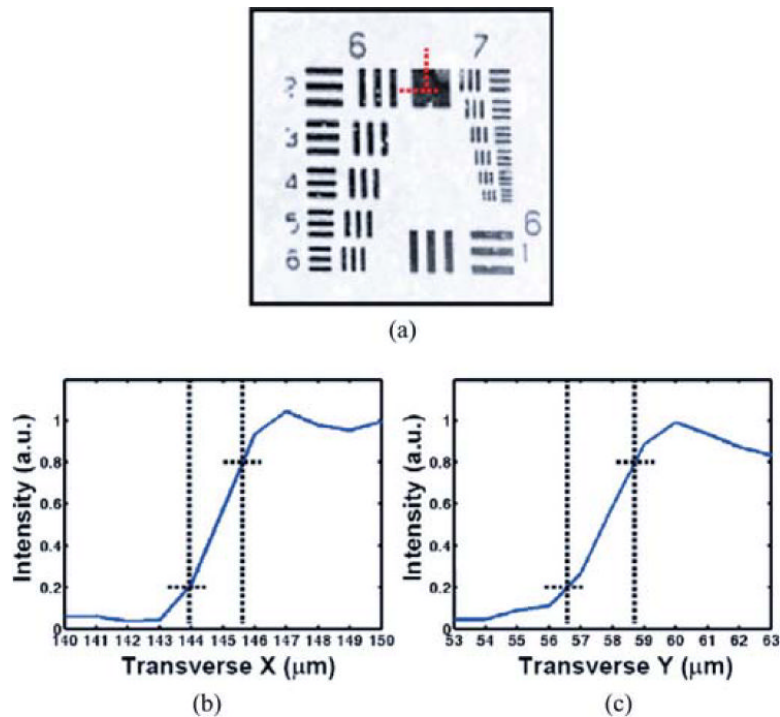 6 7
2
3
4
5
6
6
1
(a)
Intensity (a.u.)
1
0.8
0.6
0.4
0.2
0
140 141 142 143 144 145 146 147 148 149 150
Transverse X (μm)
(b)
Intensity (a.u.)
1
0.8
0.6
0.4
0.2
0
53 54 55 56 57 58 59 60 61 62 63
Transverse Y (μm)
(c)